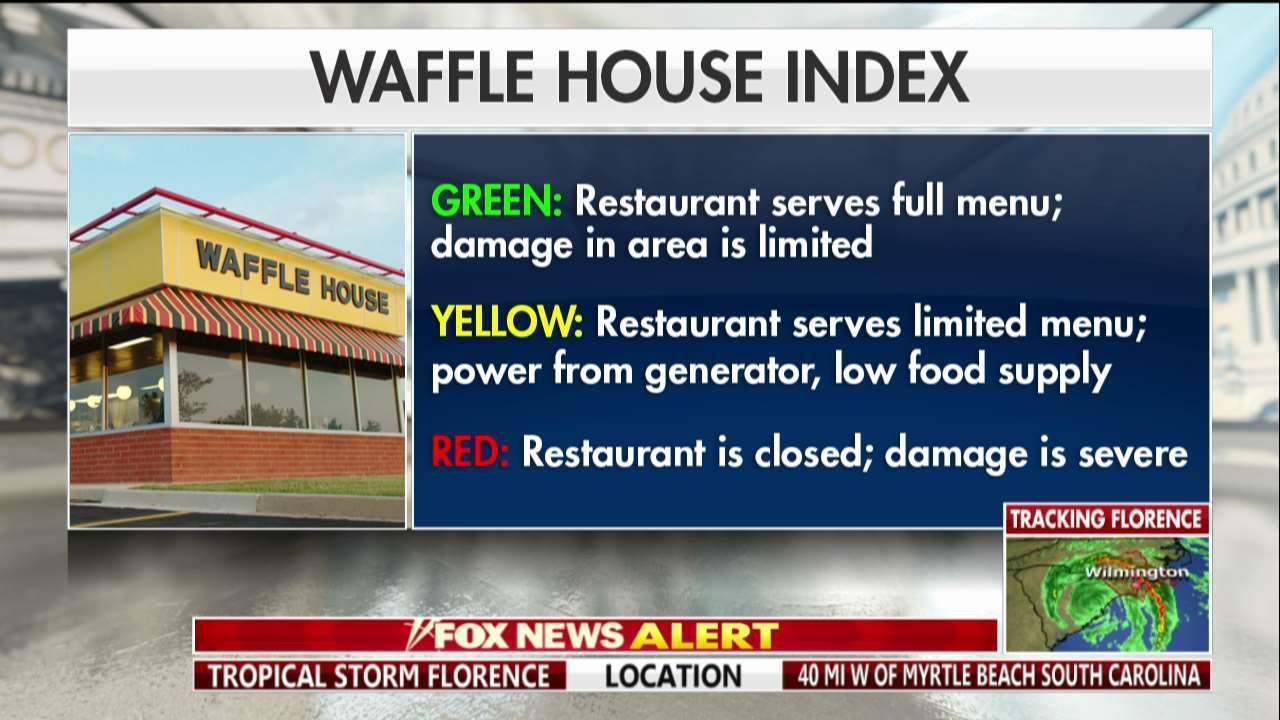 WAFFLE HOUSE INDEX
WAFFLE HOUSE
GREEN: Restaurant serves full menu;
damage in area is limited
YELLOW: Restaurant serves limited menu;
power from generator, low food supply
RED: Restaurant is closed; damage is severe
TRACKING FLORENCE
Wilmington
FOX NEWS ALERT
TROPICAL STORM FLORENCE LOCATION 40 MI W OF MYRTLE BEACH SOUTH CAROLINA